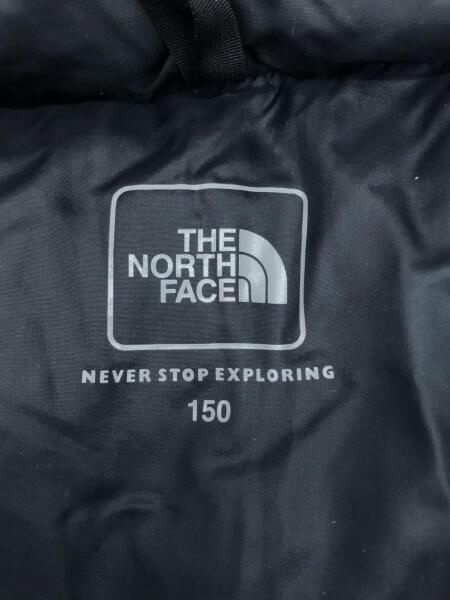 THE
NORTH
FACE
NEVER STOP EXPLORING
150